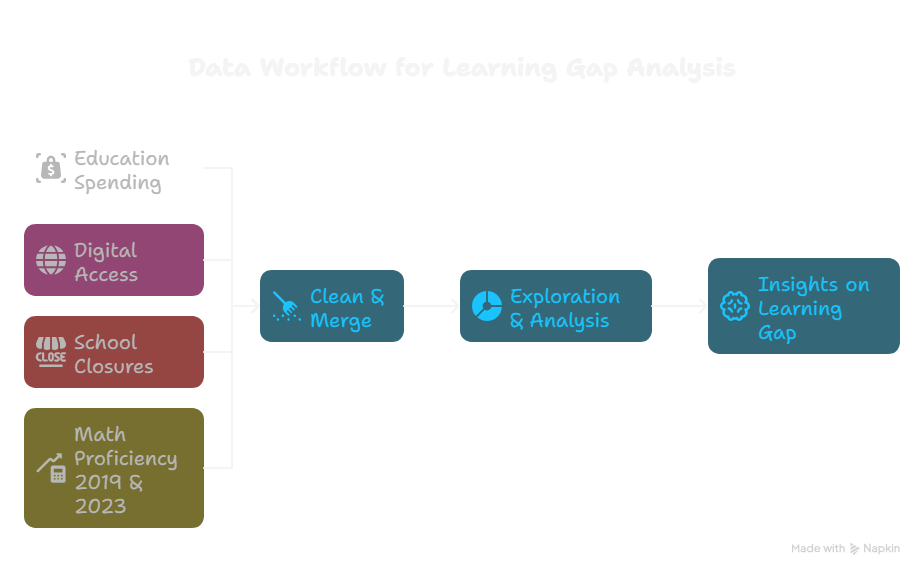 Data Workflow for Learning Gap Analysis
Education
Spending
Digital
Access
CLOSE
School
Closures
Math
Proficiency
2019 &
2023
Clean &
Merge
Exploration
& Analysis
Insights on
Learning
Gap
$
Made with Napkin